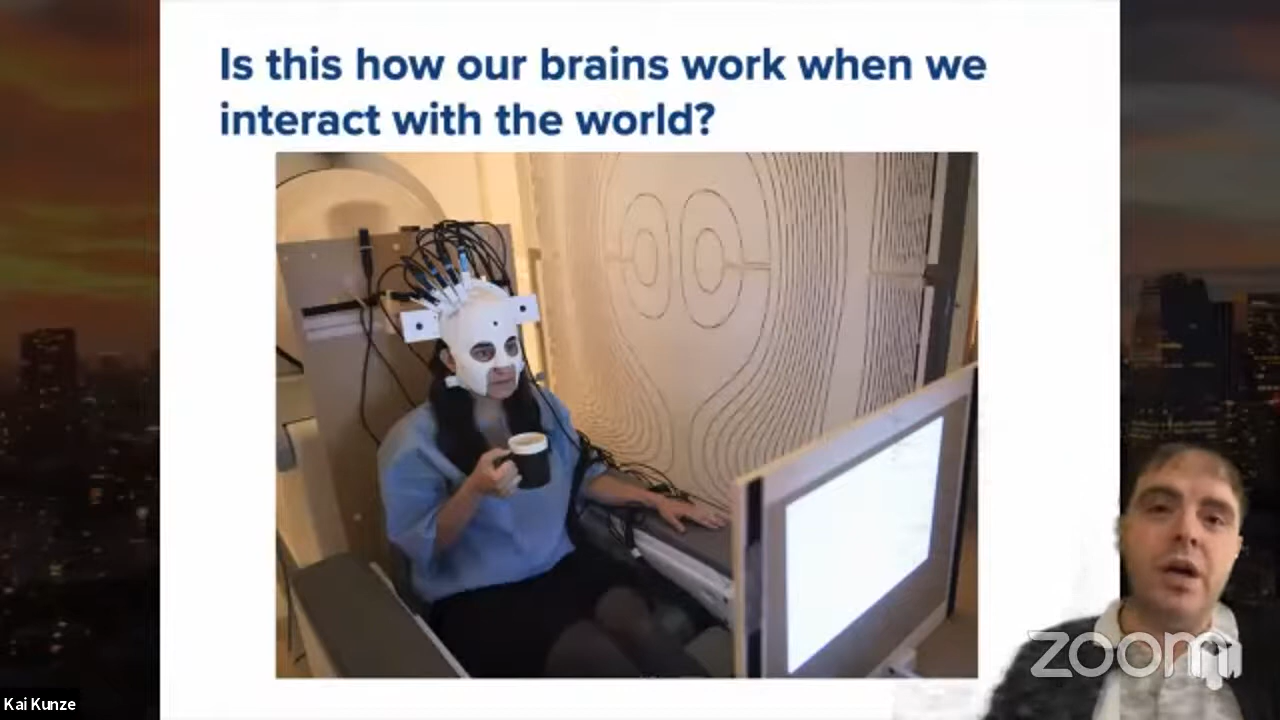 Is this how our brains work when we
interact with the world?
zoom
Kai Kunze